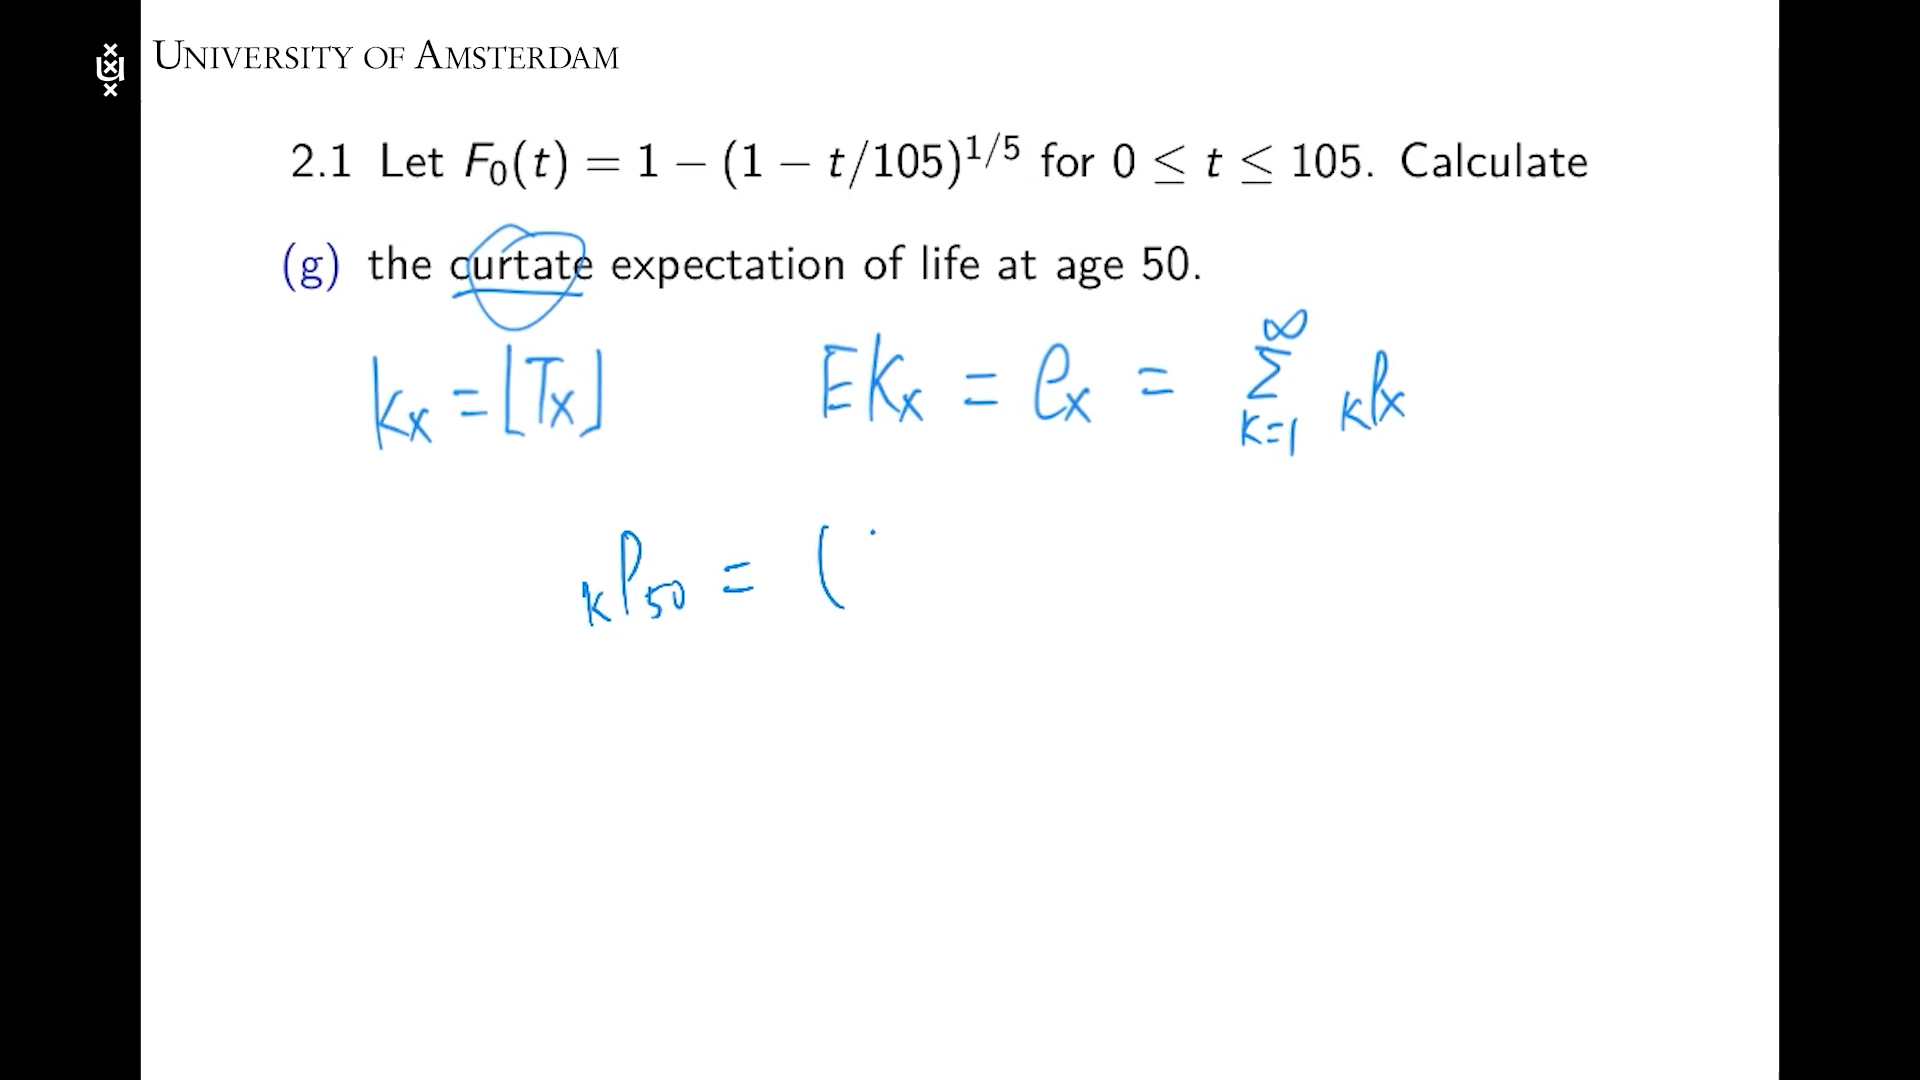 UNIVERSITY OF AMSTERDAM
2.1 Let F₀(t) = 1 − (1 − t/105)^{1/5} for 0 ≤ t ≤ 105. Calculate
(g) the curtate expectation of life at age 50.
Kₓ = ⌊Tₓ⌋ EKₓ = eₓ = ∑_{k=1}^{∞} ₖpₓ
ₖp₅₀ = (